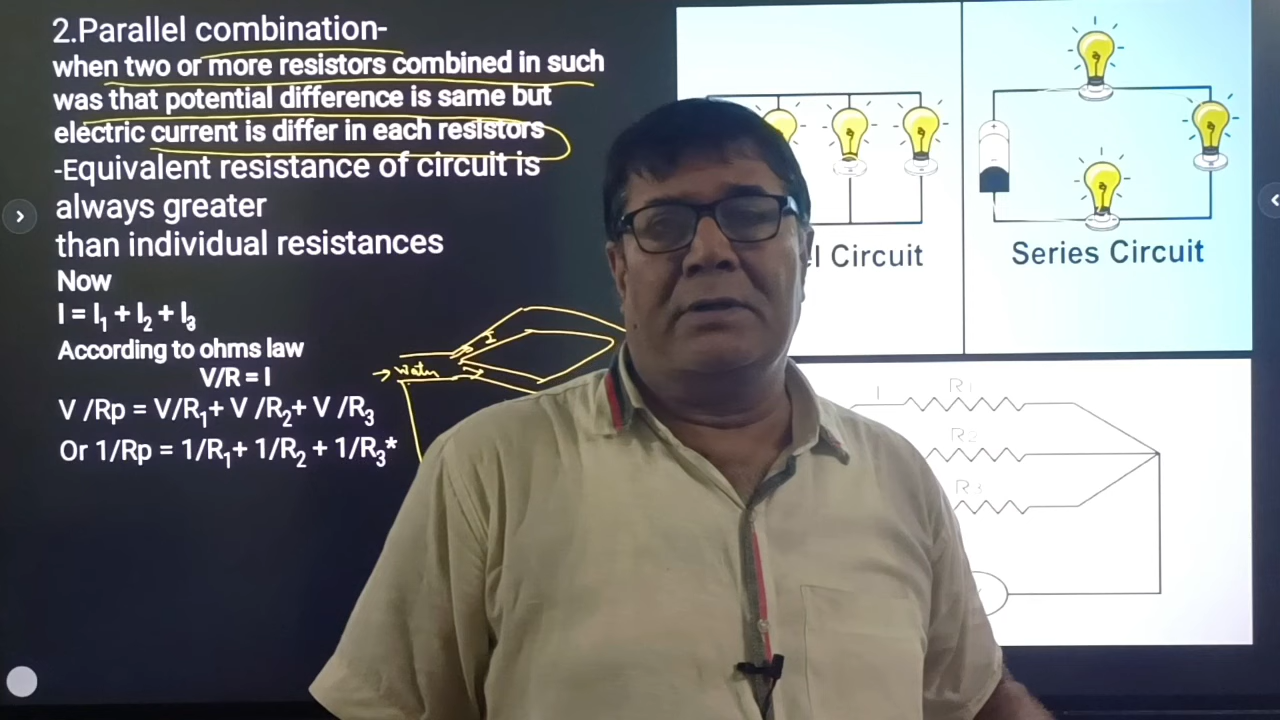 2.Parallel combination-
when two or more resistors combined in such
was that potential difference is same but
electric current is differ in each resistors
-Equivalent resistance of circuit is
always greater
than individual resistances
Now
I = I₁ + I₂ + I₃
According to ohms law
V/R = I
V /Rp = V/R₁+ V /R₂+ V /R₃
Or 1/Rp = 1/R₁+ 1/R₂ + 1/R₃*
I
→ water
l Circuit
Series Circuit
I
R1
R2
R3